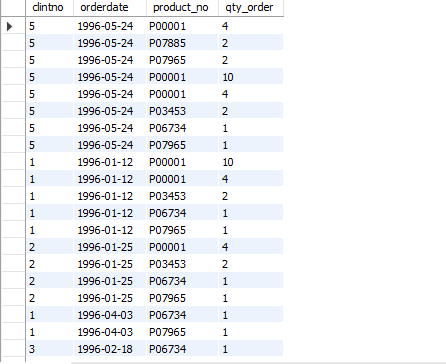 clintno orderdate product_no qty_order
5 1996-05-24 P00001 4
5 1996-05-24 P07885 2
5 1996-05-24 P07965 2
5 1996-05-24 P00001 10
5 1996-05-24 P00001 4
5 1996-05-24 P03453 2
5 1996-05-24 P06734 1
5 1996-05-24 P07965 1
1 1996-01-12 P00001 10
1 1996-01-12 P00001 4
1 1996-01-12 P03453 2
1 1996-01-12 P06734 1
1 1996-01-12 P07965 1
2 1996-01-25 P00001 4
2 1996-01-25 P03453 2
2 1996-01-25 P06734 1
2 1996-01-25 P07965 1
1 1996-04-03 P06734 1
1 1996-04-03 P07965 1
3 1996-02-18 P06734 1